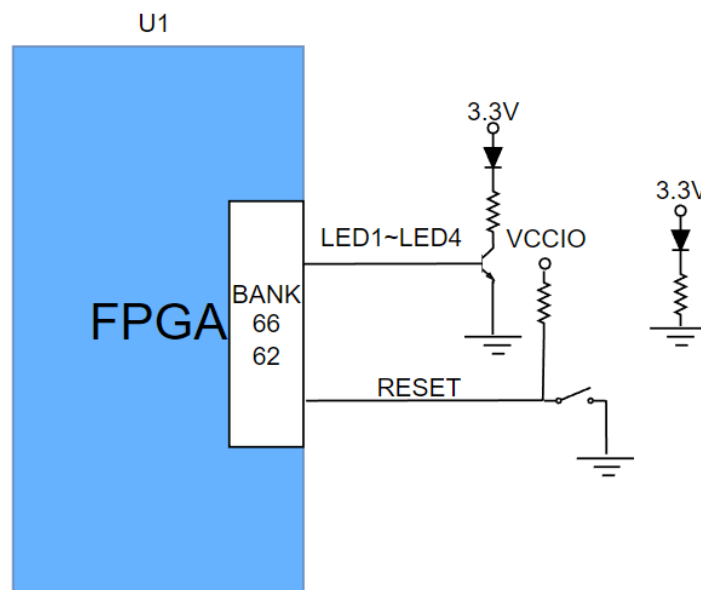 U1
3.3V
3.3V
LED1~LED4
VCCIO
BANK
66
62
FPGA
RESET